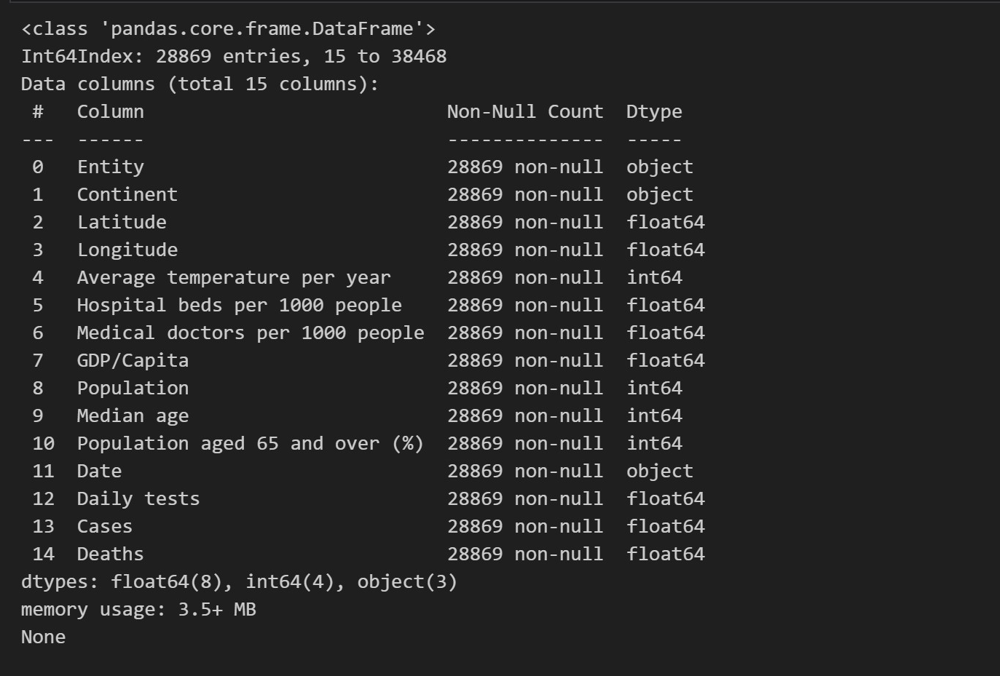 <class 'pandas.core.frame.DataFrame'>
Int64Index: 28869 entries, 15 to 38468
Data columns (total 15 columns):
 #   Column                           Non-Null Count  Dtype
---  ------                           --------------  -----
 0   Entity                           28869 non-null  object
 1   Continent                        28869 non-null  object
 2   Latitude                         28869 non-null  float64
 3   Longitude                        28869 non-null  float64
 4   Average temperature per year     28869 non-null  int64
 5   Hospital beds per 1000 people    28869 non-null  float64
 6   Medical doctors per 1000 people  28869 non-null  float64
 7   GDP/Capita                       28869 non-null  float64
 8   Population                       28869 non-null  int64
 9   Median age                       28869 non-null  int64
 10  Population aged 65 and over (%)  28869 non-null  int64
 11  Date                             28869 non-null  object
 12  Daily tests                      28869 non-null  float64
 13  Cases                            28869 non-null  float64
 14  Deaths                           28869 non-null  float64
dtypes: float64(8), int64(4), object(3)
memory usage: 3.5+ MB
None